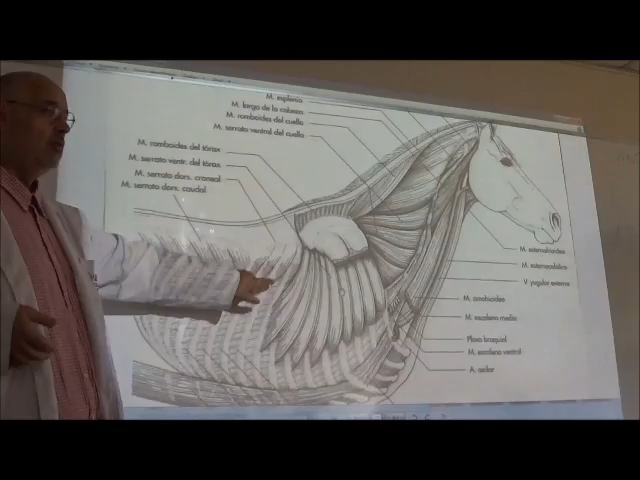 M. esplenio
M. largo de la cabeza
M. romboides del cuello
M. serrato ventral del cuello
M. romboides del tórax
M. serrato ventr. del tórax
M. serrato dors. craneal
M. serrato dors. caudal
M. esternohioideo
M. esternocefálico
V. yugular externa
M. omohioideo
M. escaleno medio
Plexo braquial
M. escaleno ventral
A. axilar